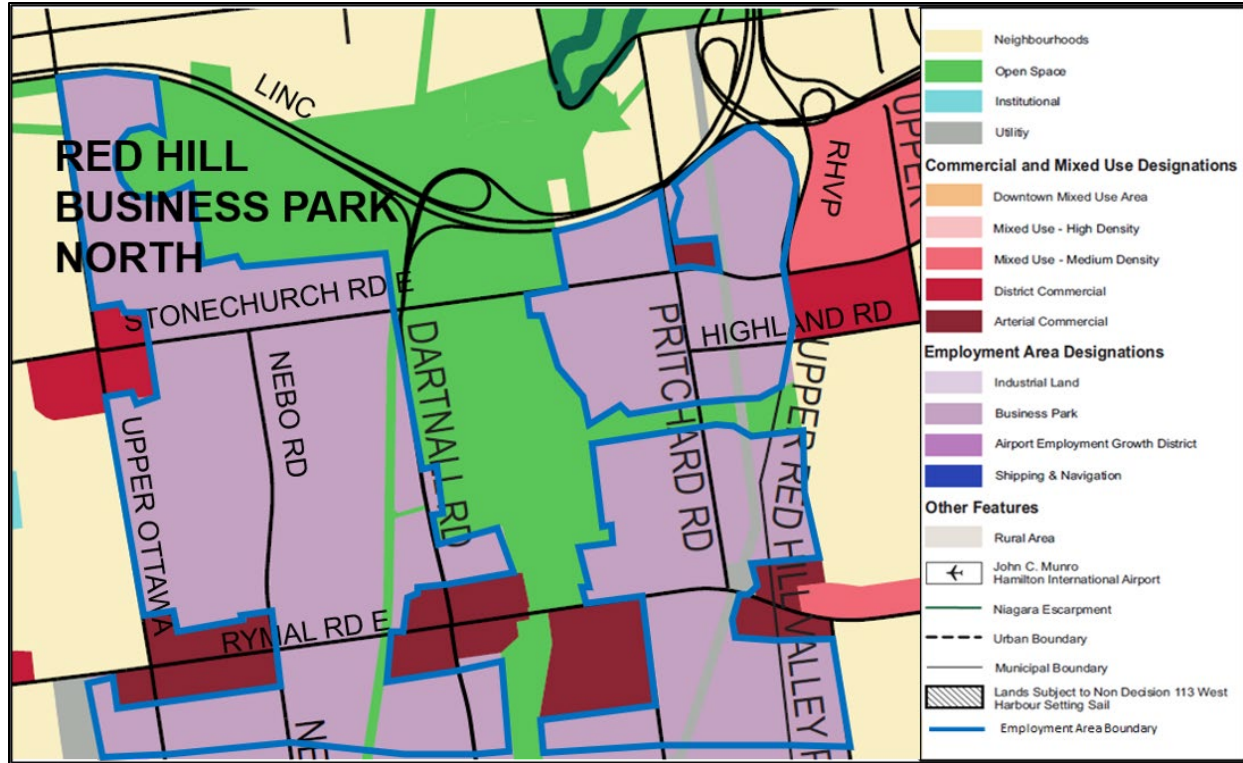 LINC
RED HILL
BUSINESS PARK
NORTH
RHVP
UPPER
STONECHURCH RD E
HIGHLAND RD
NEBO RD
DARTNALL RD
PRITCHARD RD
UPPER OTTAWA
UPPER RED HILL VALLEY P
RYMAL RD E
NE
Neighbourhoods
Open Space
Institutional
Utilitiy
Commercial and Mixed Use Designations
Downtown Mixed Use Area
Mixed Use - High Density
Mixed Use - Medium Density
District Commercial
Arterial Commercial
Employment Area Designations
Industrial Land
Business Park
Airport Employment Growth District
Shipping & Navigation
Other Features
Rural Area
John C. Munro
Hamilton International Airport
Niagara Escarpment
Urban Boundary
Municipal Boundary
Lands Subject to Non Decision 113 West
Harbour Setting Sail
Employment Area Boundary